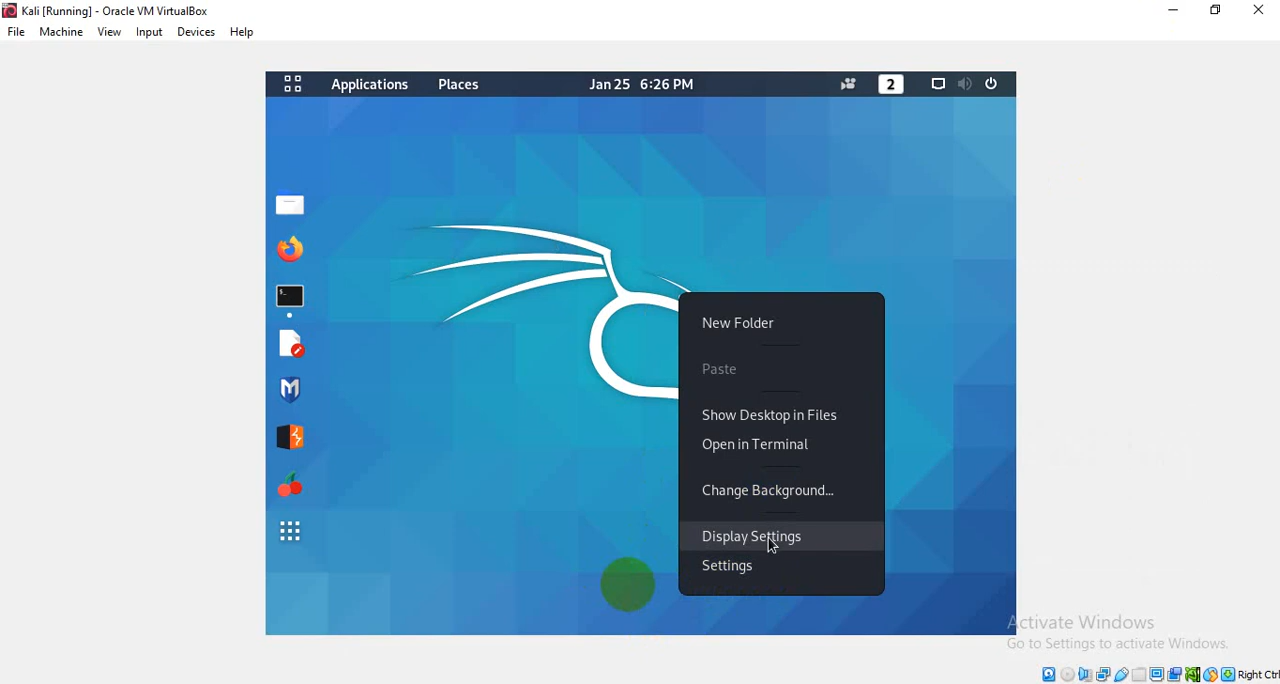 Kali [Running] - Oracle VM VirtualBox
File Machine View Input Devices Help
Applications Places Jan 25 6:26 PM 2
$_
New Folder
Paste
Show Desktop in Files
Open in Terminal
Change Background...
Display Settings
Settings
Activate Windows
Go to Settings to activate Windows.
Right Ctrl